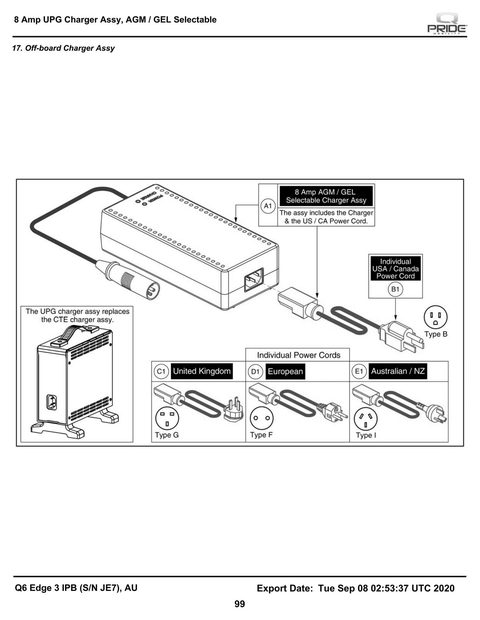 8 Amp UPG Charger Assy, AGM / GEL Selectable
PRIDE
17. Off-board Charger Assy
8 Amp AGM / GEL
Selectable Charger Assy
A1
The assy includes the Charger
& the US / CA Power Cord.
Individual
USA / Canada
Power Cord
B1
The UPG charger assy replaces
the CTE charger assy.
Type B
Individual Power Cords
C1 United Kingdom
D1 European
E1 Australian / NZ
Type G
Type F
Type I
Q6 Edge 3 IPB (S/N JE7), AU
Export Date: Tue Sep 08 02:53:37 UTC 2020
99